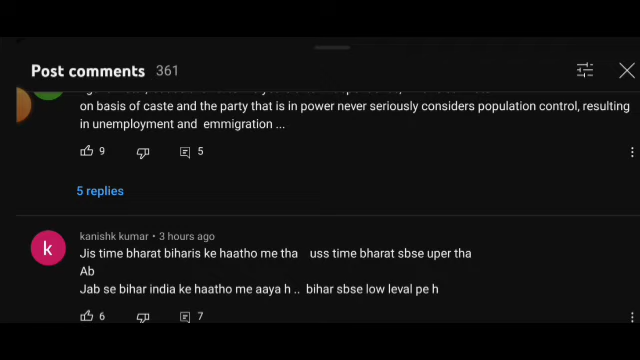 Post comments 361
on basis of caste and the party that is in power never seriously considers population control, resulting
in unemployment and emmigration ...
9 5
5 replies
k
kanishk kumar • 3 hours ago
Jis time bharat biharis ke haatho me tha uss time bharat sbse uper tha
Ab
Jab se bihar india ke haatho me aaya h .. bihar sbse low leval pe h
6 7